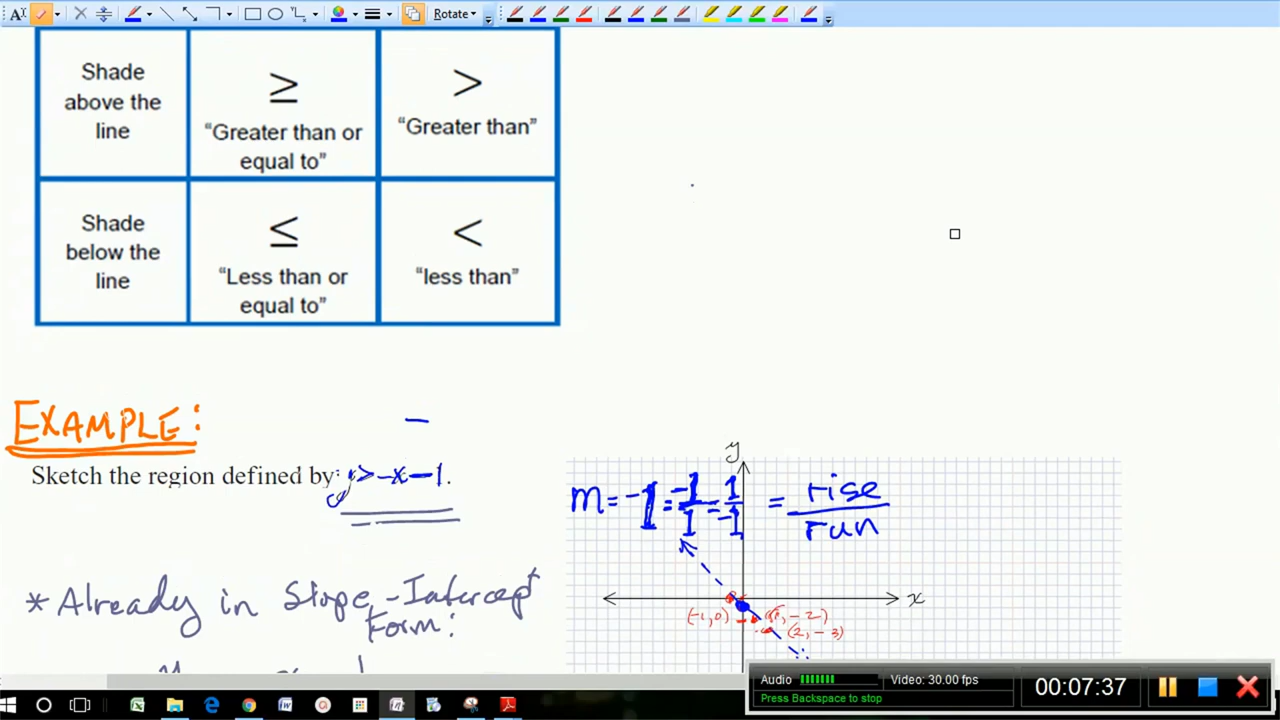 A
Rotate
Shade
above the
line
≥
"Greater than or
equal to"
>
"Greater than"
Shade
below the
line
≤
"Less than or
equal to"
<
"less than"
EXAMPLE:
Sketch the region defined by: y>-x-1.
* Already in Slope-Intercept
Form:
y
m = -1 = -1/1 = 1/-1 = rise/run
x
(-1,0)
(1,-2)
(2,-3)
Audio
Video: 30.00 fps
Press Backspace to stop
00:07:37